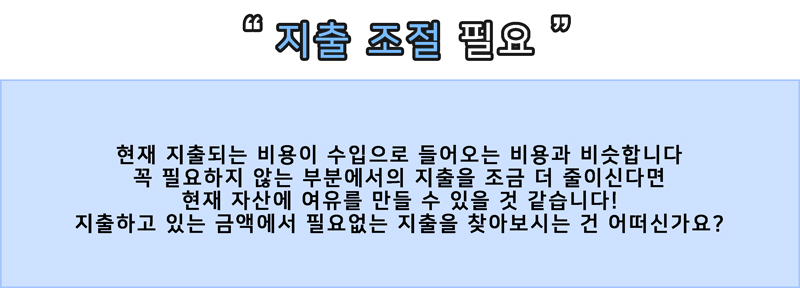 “ 지출 조절 필요 ”
현재 지출되는 비용이 수입으로 들어오는 비용과 비슷합니다
꼭 필요하지 않는 부분에서의 지출을 조금 더 줄이신다면
현재 자산에 여유를 만들 수 있을 것 같습니다!
지출하고 있는 금액에서 필요없는 지출을 찾아보시는 건 어떠신가요?